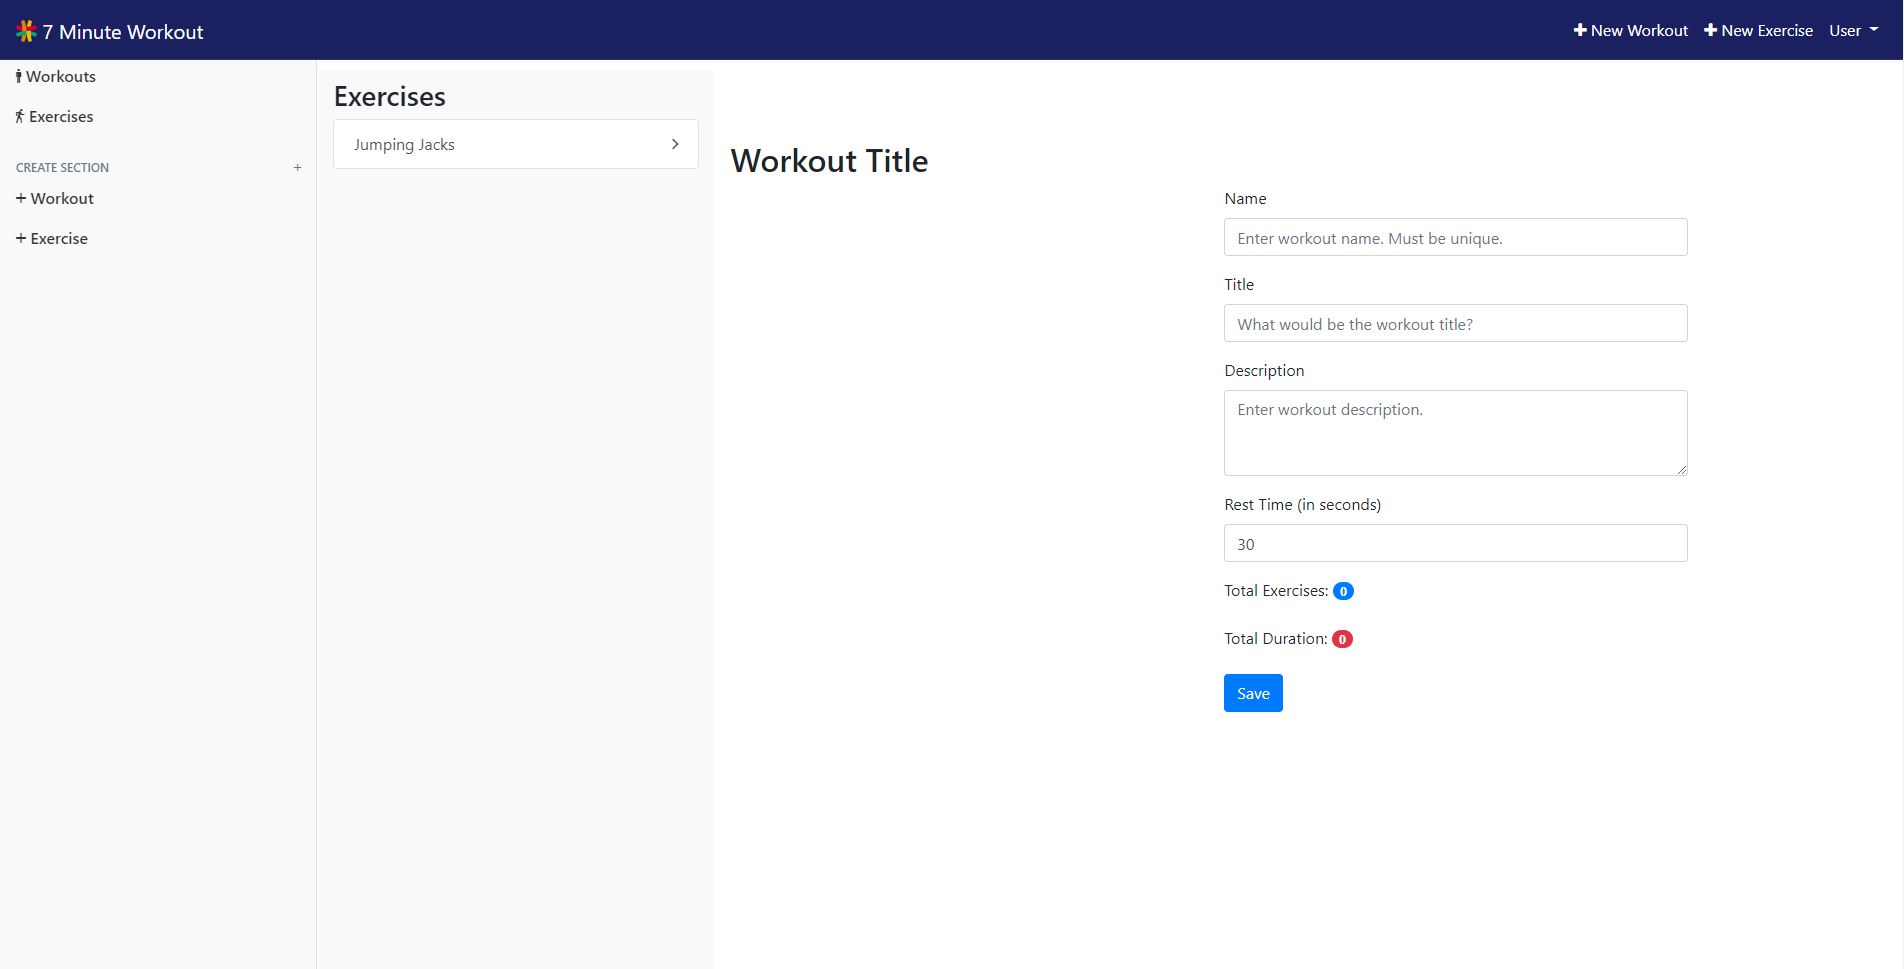 7 Minute Workout
New Workout
New Exercise
User
Workouts
Exercises
CREATE SECTION +
+ Workout
+ Exercise
Exercises
Jumping Jacks
Workout Title
Name
Enter workout name. Must be unique.
Title
What would be the workout title?
Description
Enter workout description.
Rest Time (in seconds)
30
Total Exercises: 0
Total Duration: 0
Save